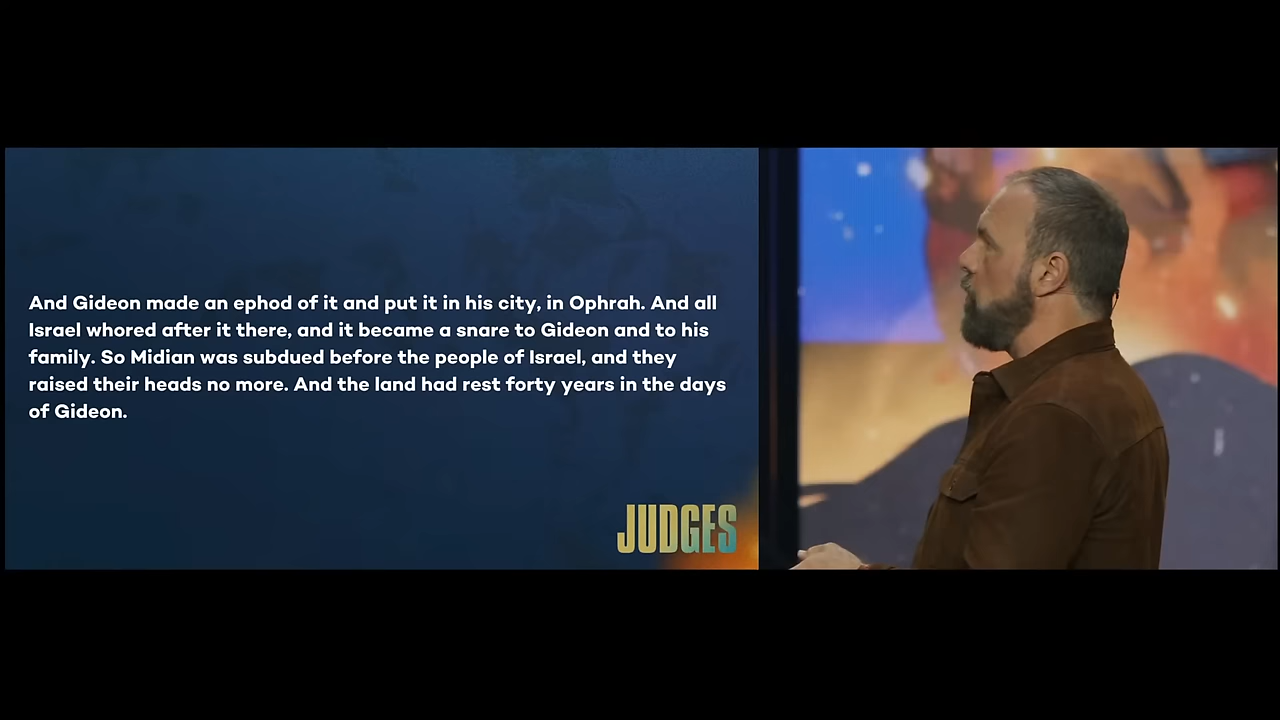 And Gideon made an ephod of it and put it in his city, in Ophrah. And all
Israel whored after it there, and it became a snare to Gideon and to his
family. So Midian was subdued before the people of Israel, and they
raised their heads no more. And the land had rest forty years in the days
of Gideon.
JUDGES